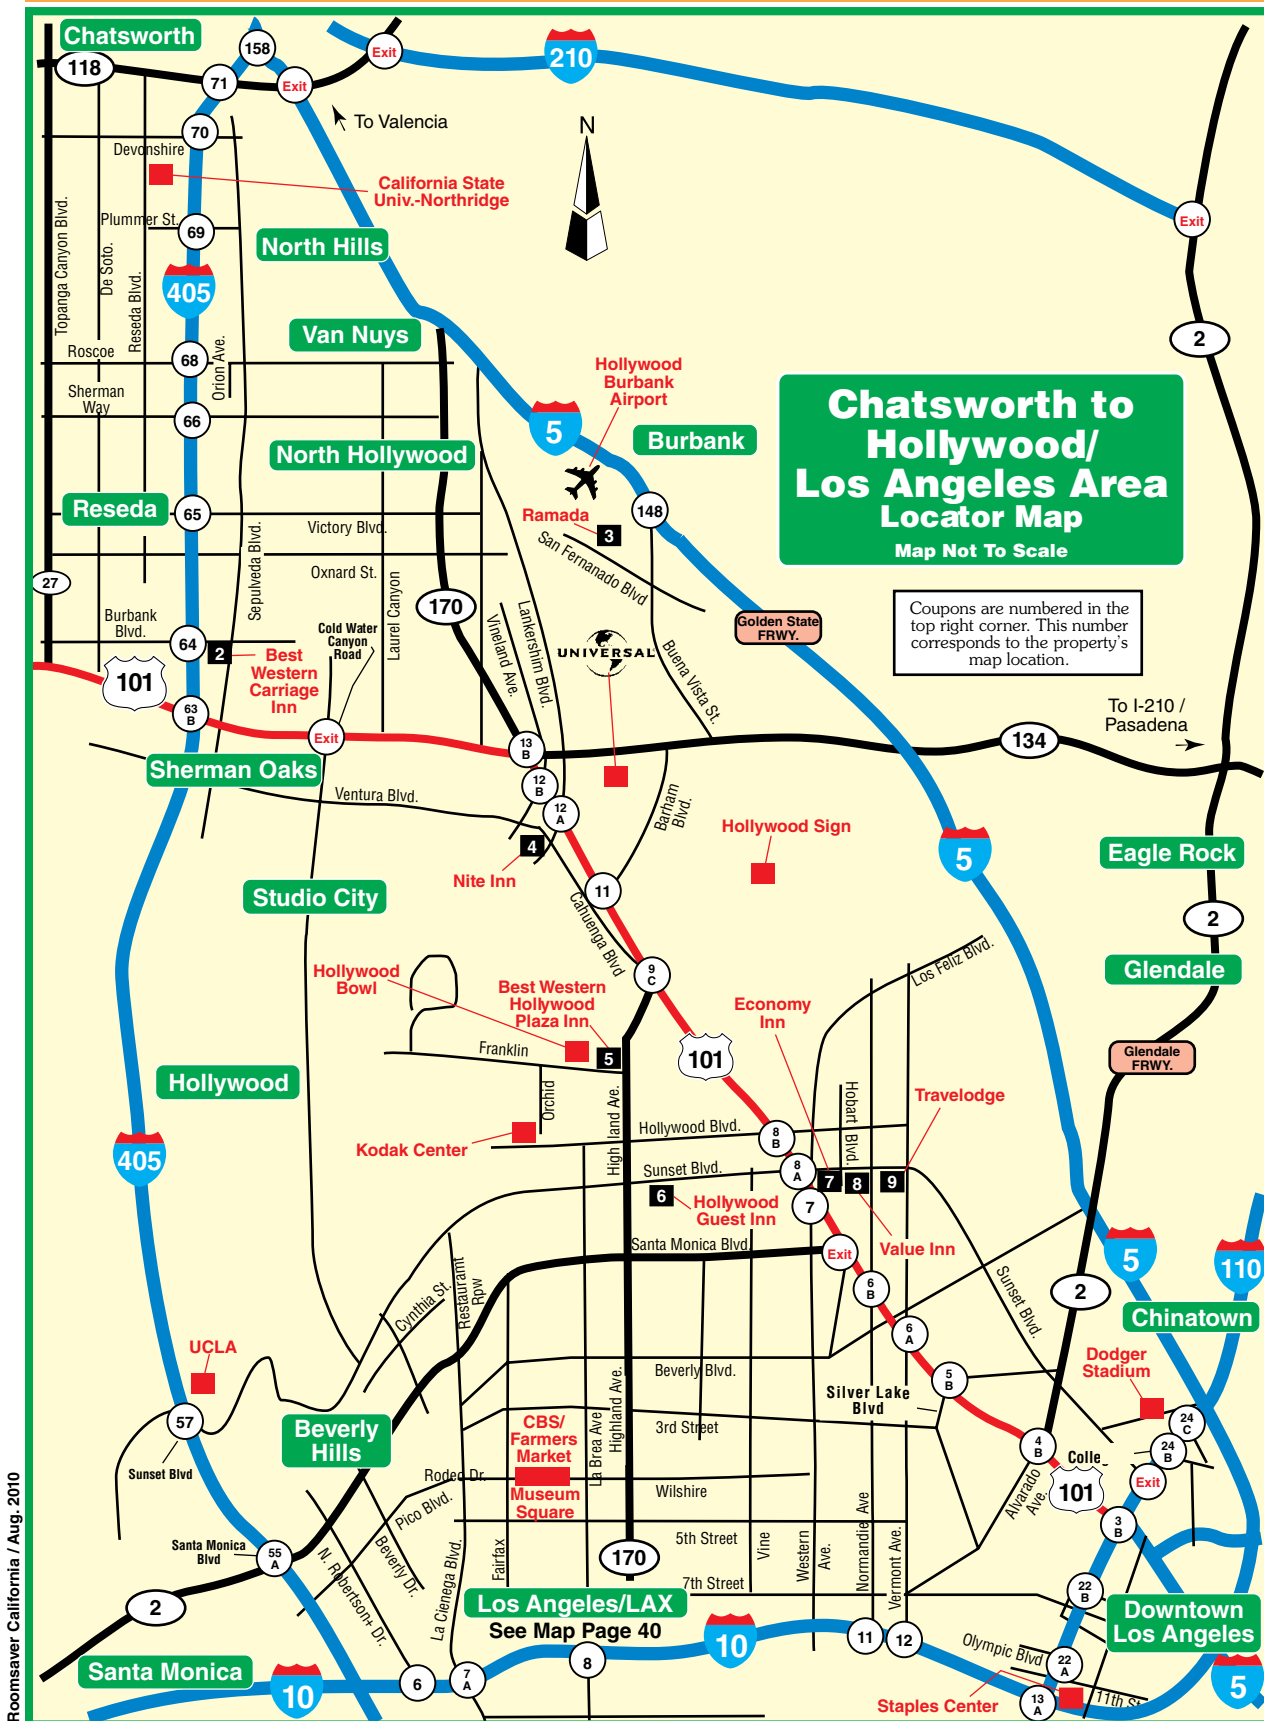 Chatsworth
158
118
71
Exit
Exit
210
To Valencia
N
70
Devonshire
California State
Univ.-Northridge
Plummer St.
69
Exit
Topanga Canyon Blvd.
De Soto.
Reseda Blvd.
North Hills
405
Van Nuys
2
Roscoe
68
Orion Ave.
Hollywood
Burbank
Airport
Sherman
Way
66
5
Burbank
Chatsworth to
Hollywood/
Los Angeles Area
Locator Map
Map Not To Scale
North Hollywood
Reseda
65
Victory Blvd.
148
Ramada
3
San Fernanado Blvd
Sepulveda Blvd.
Oxnard St.
Laurel Canyon
27
170
Lankershim Blvd.
Vineland Ave.
Burbank
Blvd.
Cold Water
Canyon
Road
Golden State
FRWY.
Coupons are numbered in the
top right corner. This number
corresponds to the property's
map location.
64
2
Best
Western
Carriage
Inn
UNIVERSAL
Buena Vista St.
101
63
B
Exit
To I-210 /
Pasadena
13
B
134
Sherman Oaks
12
B
Ventura Blvd.
12
A
Barham
Blvd.
Hollywood Sign
4
Nite Inn
5
Eagle Rock
11
Studio City
Cahuenga Blvd
2
Los Feliz Blvd.
9
C
Glendale
Hollywood
Bowl
Best Western
Hollywood
Plaza Inn
5
Economy
Inn
Franklin
101
Glendale
FRWY.
Hollywood
Orchid
High land Ave.
Hobart Blvd.
Travelodge
Hollywood Blvd.
8
B
Kodak Center
405
Sunset Blvd.
8
A
7
8
9
6
Hollywood
Guest Inn
7
Santa Monica Blvd.
Exit
Value Inn
5
110
Restauramt
Rpw
Cynthia St.
6
B
Sunset Blvd.
2
Chinatown
6
A
UCLA
Beverly Blvd.
5
B
Dodger
Stadium
Silver Lake
Blvd
57
Beverly
Hills
CBS/
Farmers
Market
La Brea Ave
Highland Ave.
3rd Street
24
C
4
B
24
B
Sunset Blvd
Rodeo Dr.
Museum
Square
Wilshire
Alvarado
Ave.
101
Exit
Pico Blvd.
3
B
Santa Monica
Blvd
55
A
N. Robertson+ Dr.
Beverly Dr.
La Cienega Blvd.
Fairfax
170
5th Street
Vine
Western
Ave.
Normandie Ave
Vermont Ave.
7th Street
2
Los Angeles/LAX
See Map Page 40
22
B
Downtown
Los Angeles
10
11
12
Olympic Blvd
Santa Monica
10
6
7
A
8
22
A
5
Staples Center
13
A
11th St.
Roomsaver California / Aug. 2010